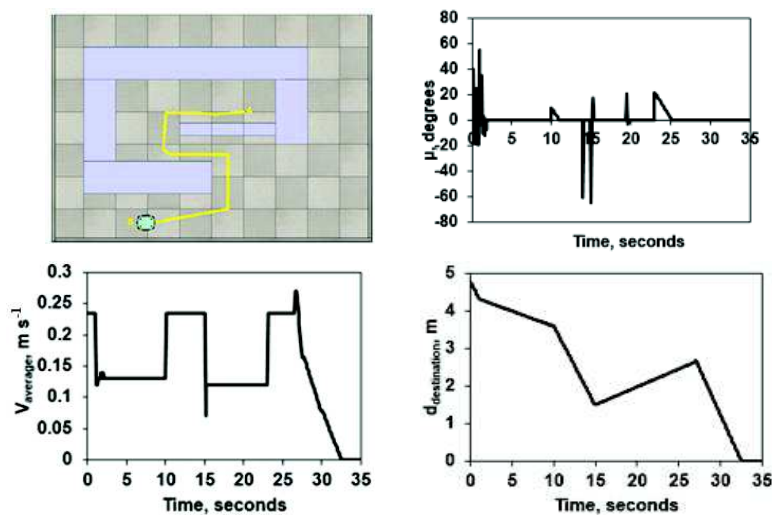 80
60
40
20
0
-20
-40
-60
-80
0 5 10 15 20 25 30 35
μ, degrees
Time, seconds
0.3
0.25
0.2
0.15
0.1
0.05
0
0 5 10 15 20 25 30 35
Vaverage, m s-1
Time, seconds
5
4
3
2
1
0
0 5 10 15 20 25 30 35
ddestination, m
Time, seconds